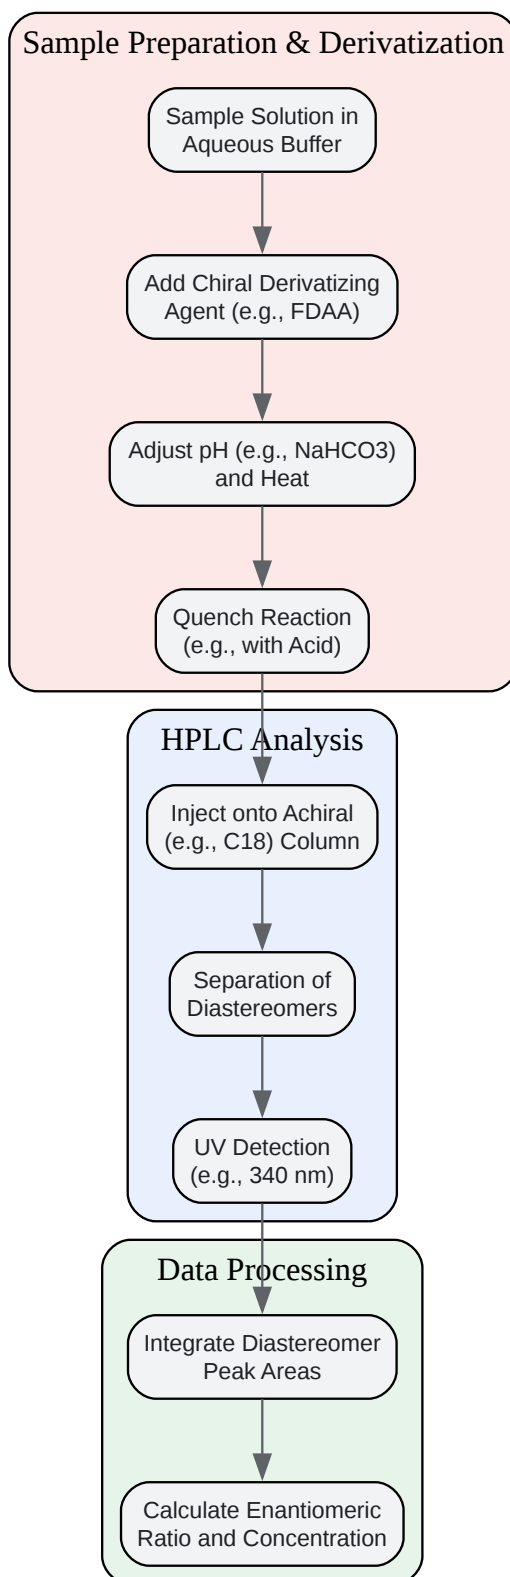 Sample Preparation & Derivatization
Sample Solution in
Aqueous Buffer
Add Chiral Derivatizing
Agent (e.g., FDAA)
Adjust pH (e.g., NaHCO3)
and Heat
Quench Reaction
(e.g., with Acid)
HPLC Analysis
Inject onto Achiral
(e.g., C18) Column
Separation of
Diastereomers
UV Detection
(e.g., 340 nm)
Data Processing
Integrate Diastereomer
Peak Areas
Calculate Enantiomeric
Ratio and Concentration